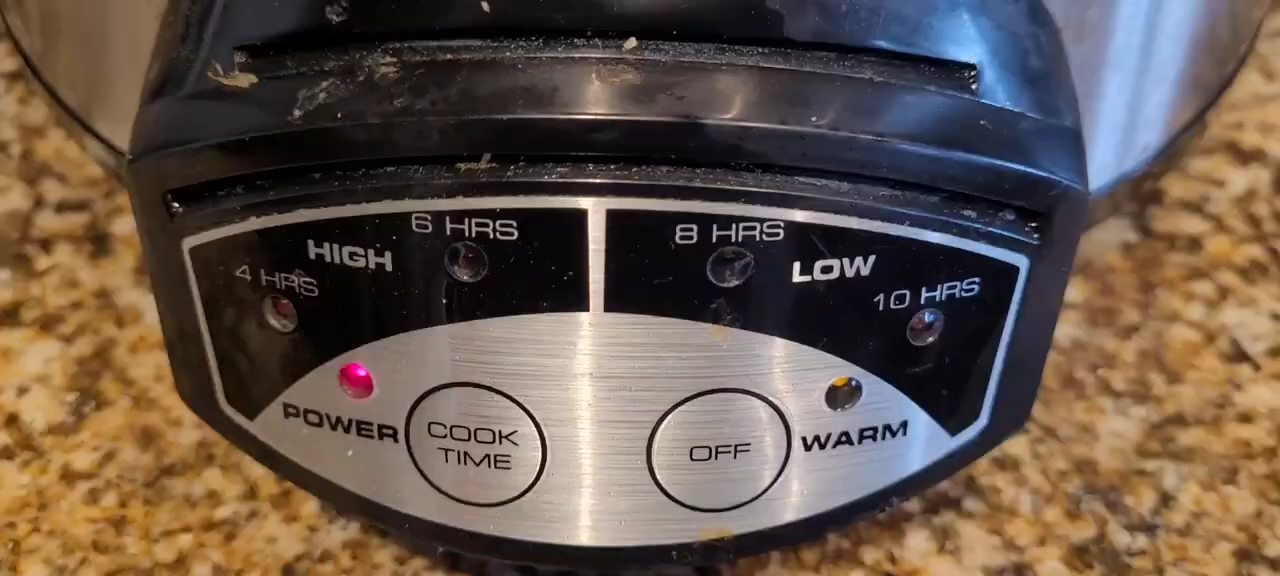 6 HRS
8 HRS
HIGH
LOW
4 HRS
10 HRS
POWER
COOK
TIME
OFF
WARM